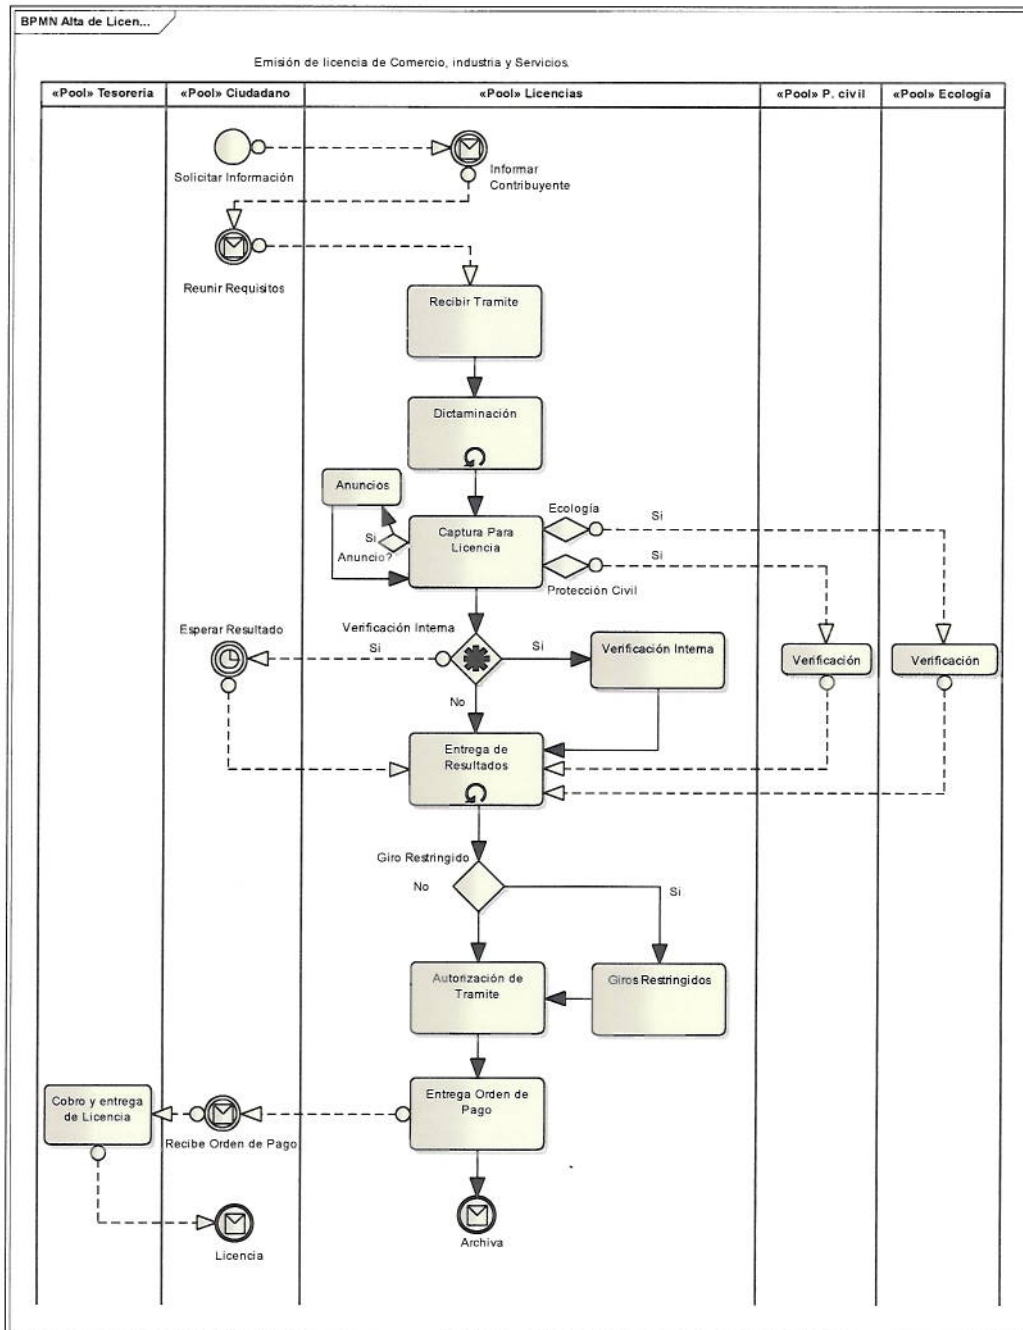 BPMN Alta de Licen...
Emisión de licencia de Comercio, industria y Servicios.
«Pool» Tesoreria
«Pool» Ciudadano
«Pool» Licencias
«Pool» P. civil
«Pool» Ecología
Solicitar Información
Informar
Contribuyente
Reunir Requisitos
Recibir Tramite
Dictaminación
Anuncios
Si
Anuncio?
Captura Para
Licencia
Ecología
Si
Si
Protección Civil
Esperar Resultado
Verificación Interna
Si
Si
Verificación Interna
Verificación
Verificación
No
Entrega de
Resultados
Giro Restringido
No
Si
Autorización de
Tramite
Giros Restringidos
Cobro y entrega
de Licencia
Recibe Orden de Pago
Entrega Orden de
Pago
Licencia
Archiva